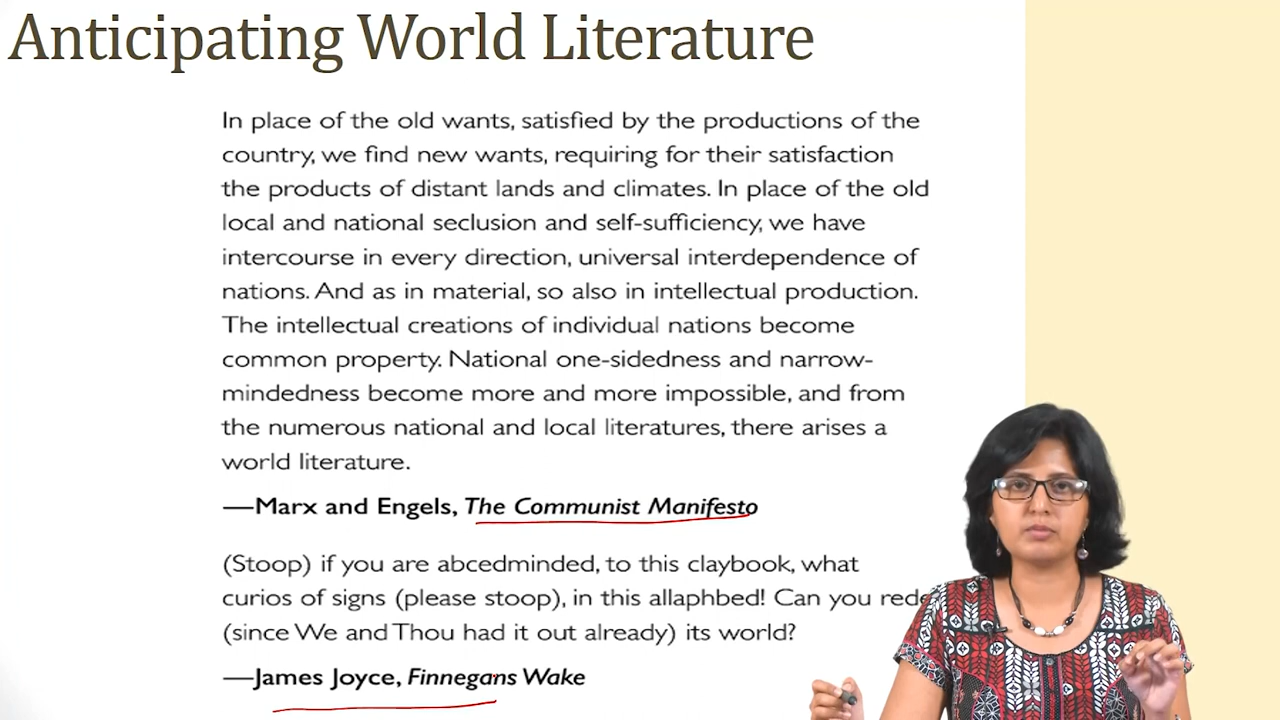 Anticipating World Literature
In place of the old wants, satisfied by the productions of the
country, we find new wants, requiring for their satisfaction
the products of distant lands and climates. In place of the old
local and national seclusion and self-sufficiency, we have
intercourse in every direction, universal interdependence of
nations. And as in material, so also in intellectual production.
The intellectual creations of individual nations become
common property. National one-sidedness and narrow-
mindedness become more and more impossible, and from
the numerous national and local literatures, there arises a
world literature.
—Marx and Engels, The Communist Manifesto
(Stoop) if you are abcedminded, to this claybook, what
curios of signs (please stoop), in this allaphbed! Can you rede
(since We and Thou had it out already) its world?
—James Joyce, Finnegans Wake